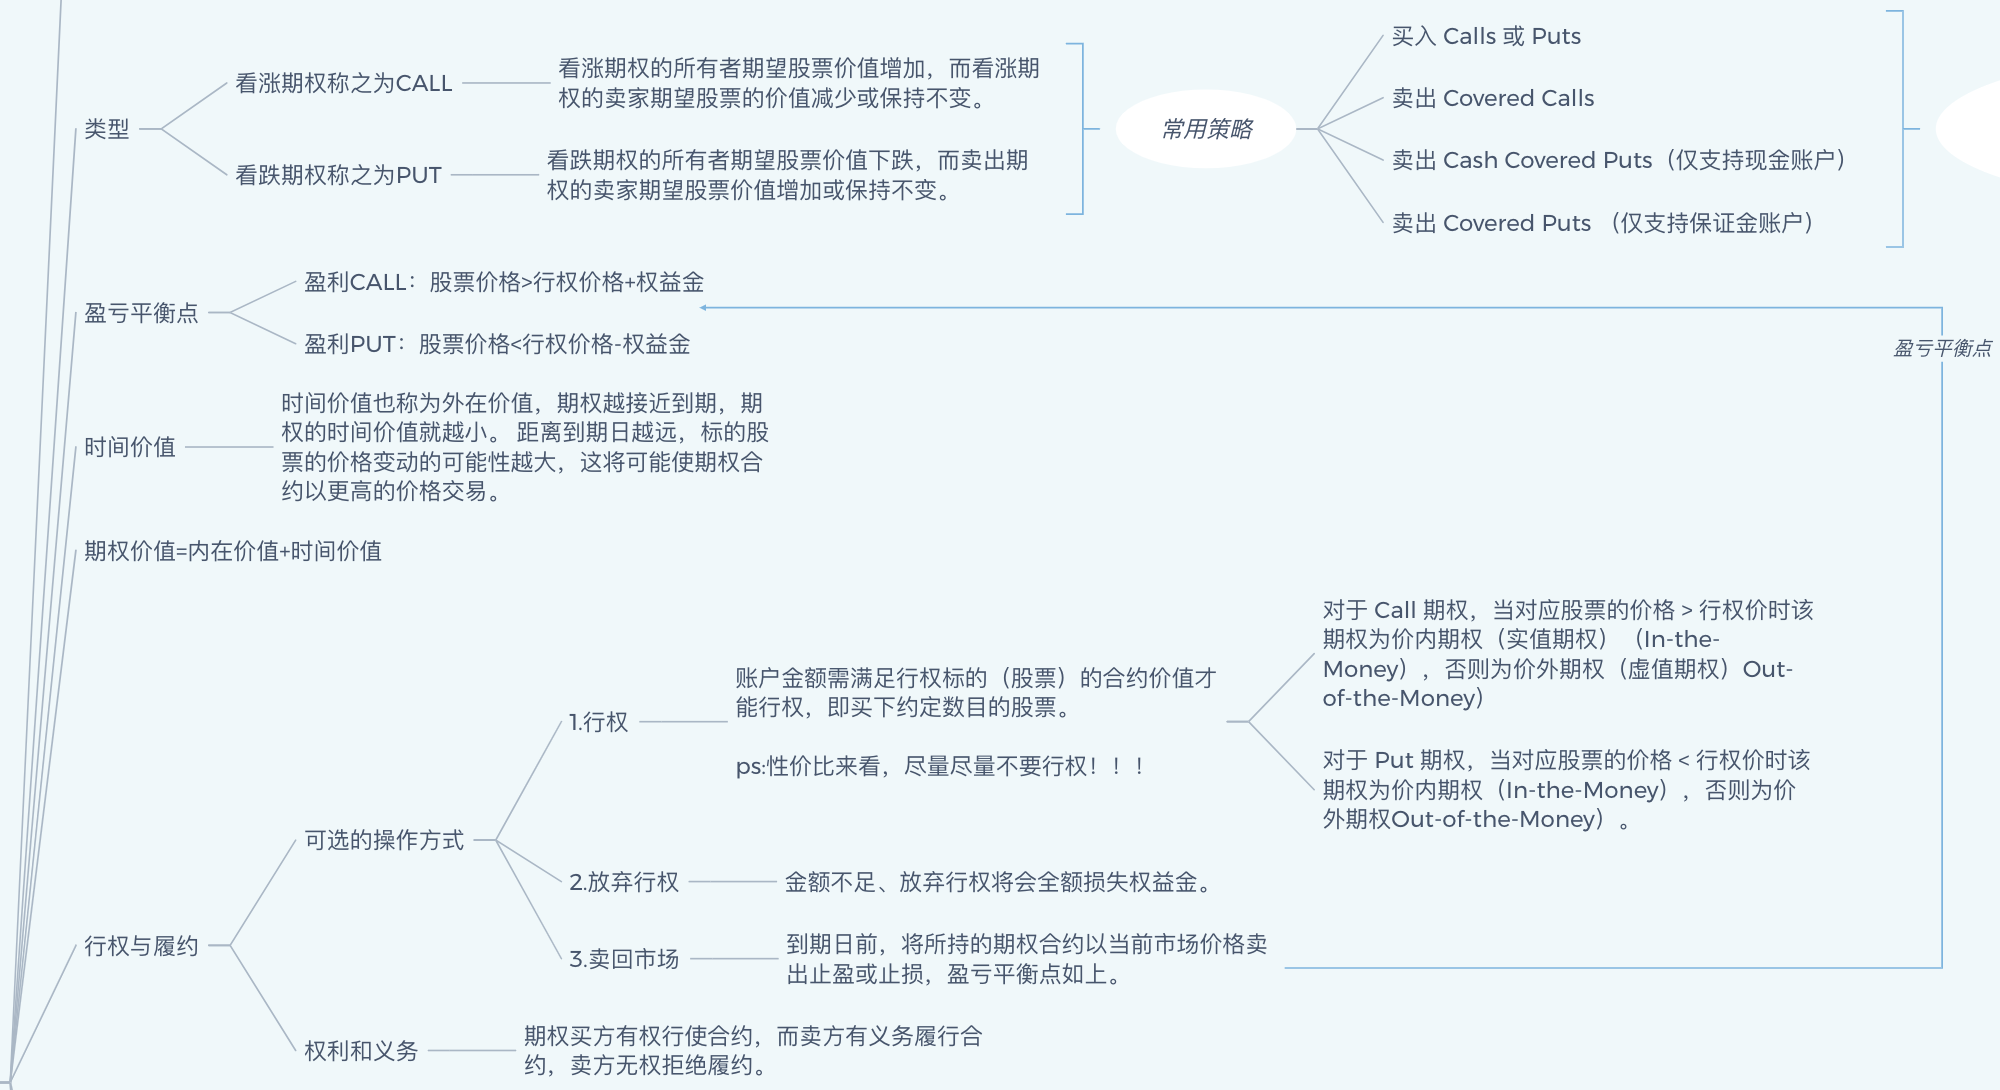 类型
看涨期权称之为CALL
看涨期权的所有者期望股票价值增加，而看涨期
权的卖家期望股票的价值减少或保持不变。
看跌期权称之为PUT
看跌期权的所有者期望股票价值下跌，而卖出期
权的卖家期望股票价值增加或保持不变。
常用策略
买入 Calls 或 Puts
卖出 Covered Calls
卖出 Cash Covered Puts（仅支持现金账户）
卖出 Covered Puts （仅支持保证金账户）
盈亏平衡点
盈利CALL：股票价格>行权价格+权益金
盈利PUT：股票价格<行权价格-权益金
盈亏平衡点
时间价值
时间价值也称为外在价值，期权越接近到期，期
权的时间价值就越小。 距离到期日越远，标的股
票的价格变动的可能性越大，这将可能使期权合
约以更高的价格交易。
期权价值=内在价值+时间价值
行权与履约
可选的操作方式
1.行权
账户金额需满足行权标的（股票）的合约价值才
能行权，即买下约定数目的股票。
ps:性价比来看，尽量尽量不要行权！！！
对于 Call 期权，当对应股票的价格 > 行权价时该
期权为价内期权（实值期权）（In-the-
Money），否则为价外期权（虚值期权）Out-
of-the-Money）
对于 Put 期权，当对应股票的价格 < 行权价时该
期权为价内期权（In-the-Money），否则为价
外期权Out-of-the-Money）。
2.放弃行权
金额不足、放弃行权将会全额损失权益金。
3.卖回市场
到期日前，将所持的期权合约以当前市场价格卖
出止盈或止损，盈亏平衡点如上。
权利和义务
期权买方有权行使合约，而卖方有义务履行合
约，卖方无权拒绝履约。